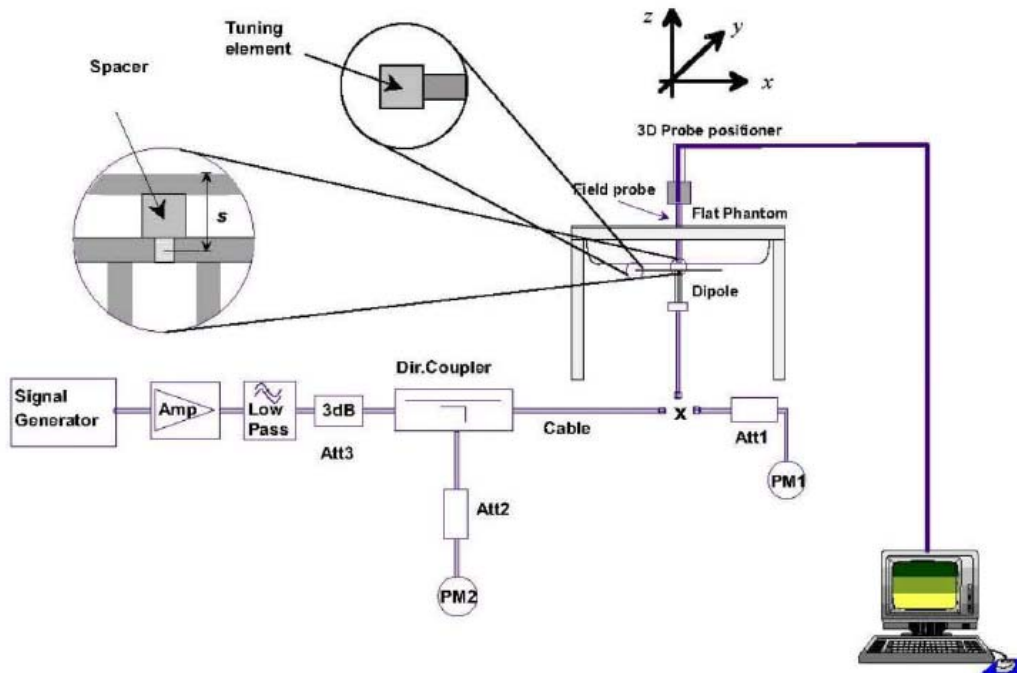 Tuning
element
Spacer
s
z
y
x
3D Probe positioner
Field probe
Flat Phantom
Dipole
Dir.Coupler
Signal
Generator
Amp
Low
Pass
3dB
Att3
Cable
x
Att1
PM1
Att2
PM2